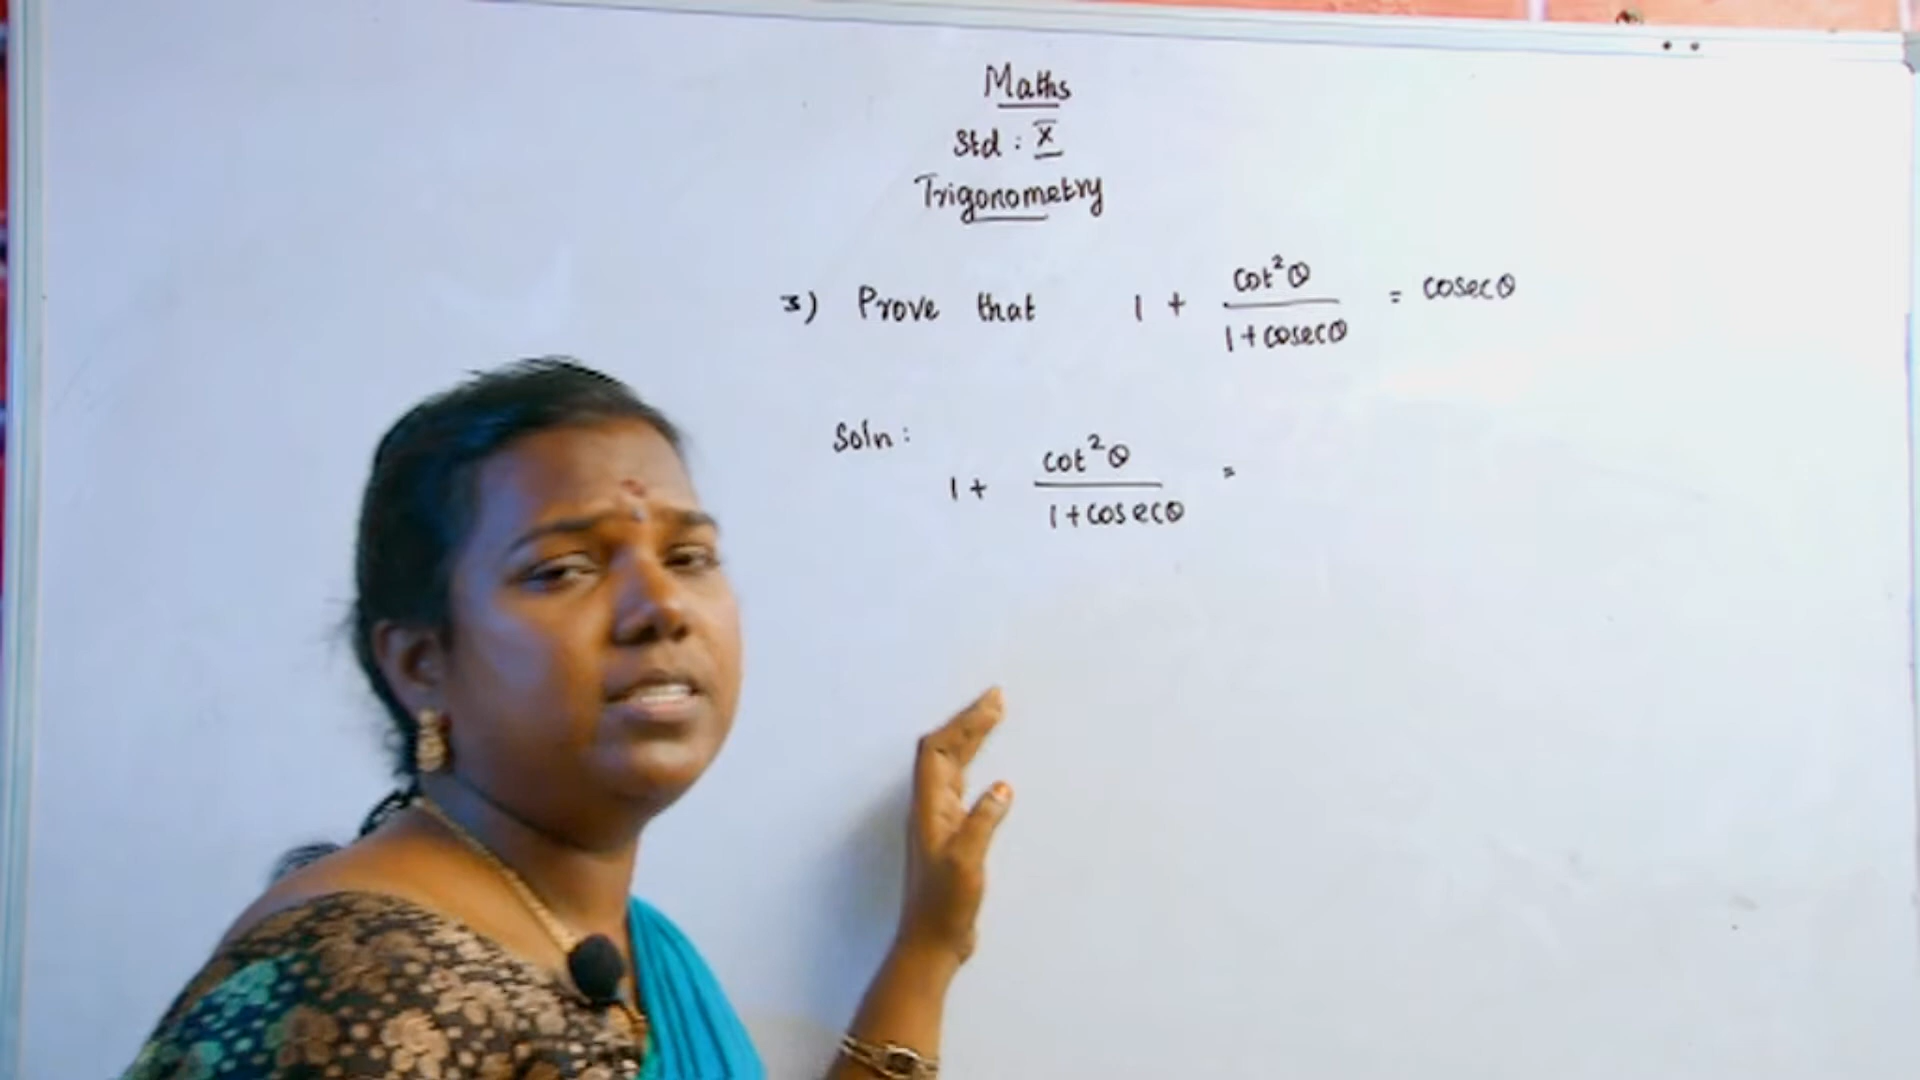 Maths
Std : X
Trigonometry
3) Prove that 1 + cot²θ / 1+cosecθ = cosecθ
Soln :
1 + cot²θ / 1+cosecθ =